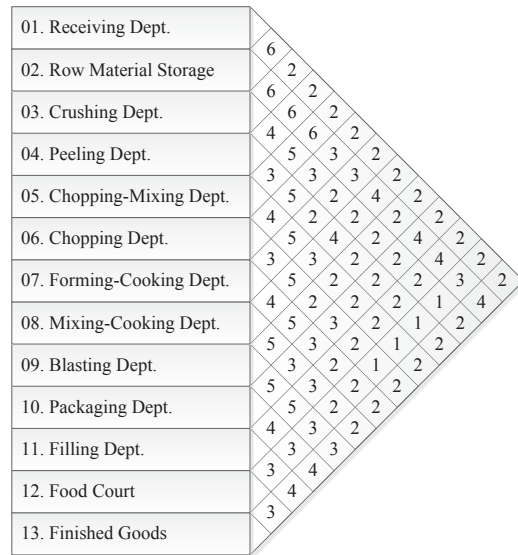 01. Receiving Dept.
6
02. Row Material Storage 2
6 2
03. Crushing Dept. 6 2
4 6 2
04. Peeling Dept. 5 3 2
3 3 3 2
05. Chopping-Mixing Dept. 5 2 4 2
4 2 2 2 2
06. Chopping Dept. 5 4 2 4 2
3 3 2 2 4 2
07. Forming-Cooking Dept. 5 2 2 2 3 2
4 2 2 2 1 4
08. Mixing-Cooking Dept. 5 3 2 1 2
5 3 2 1 2
09. Blasting Dept. 3 2 1 2
5 3 2 2
10. Packaging Dept. 5 2 2
4 3 2
11. Filling Dept. 3 3
3 4
12. Food Court 4
3
13. Finished Goods